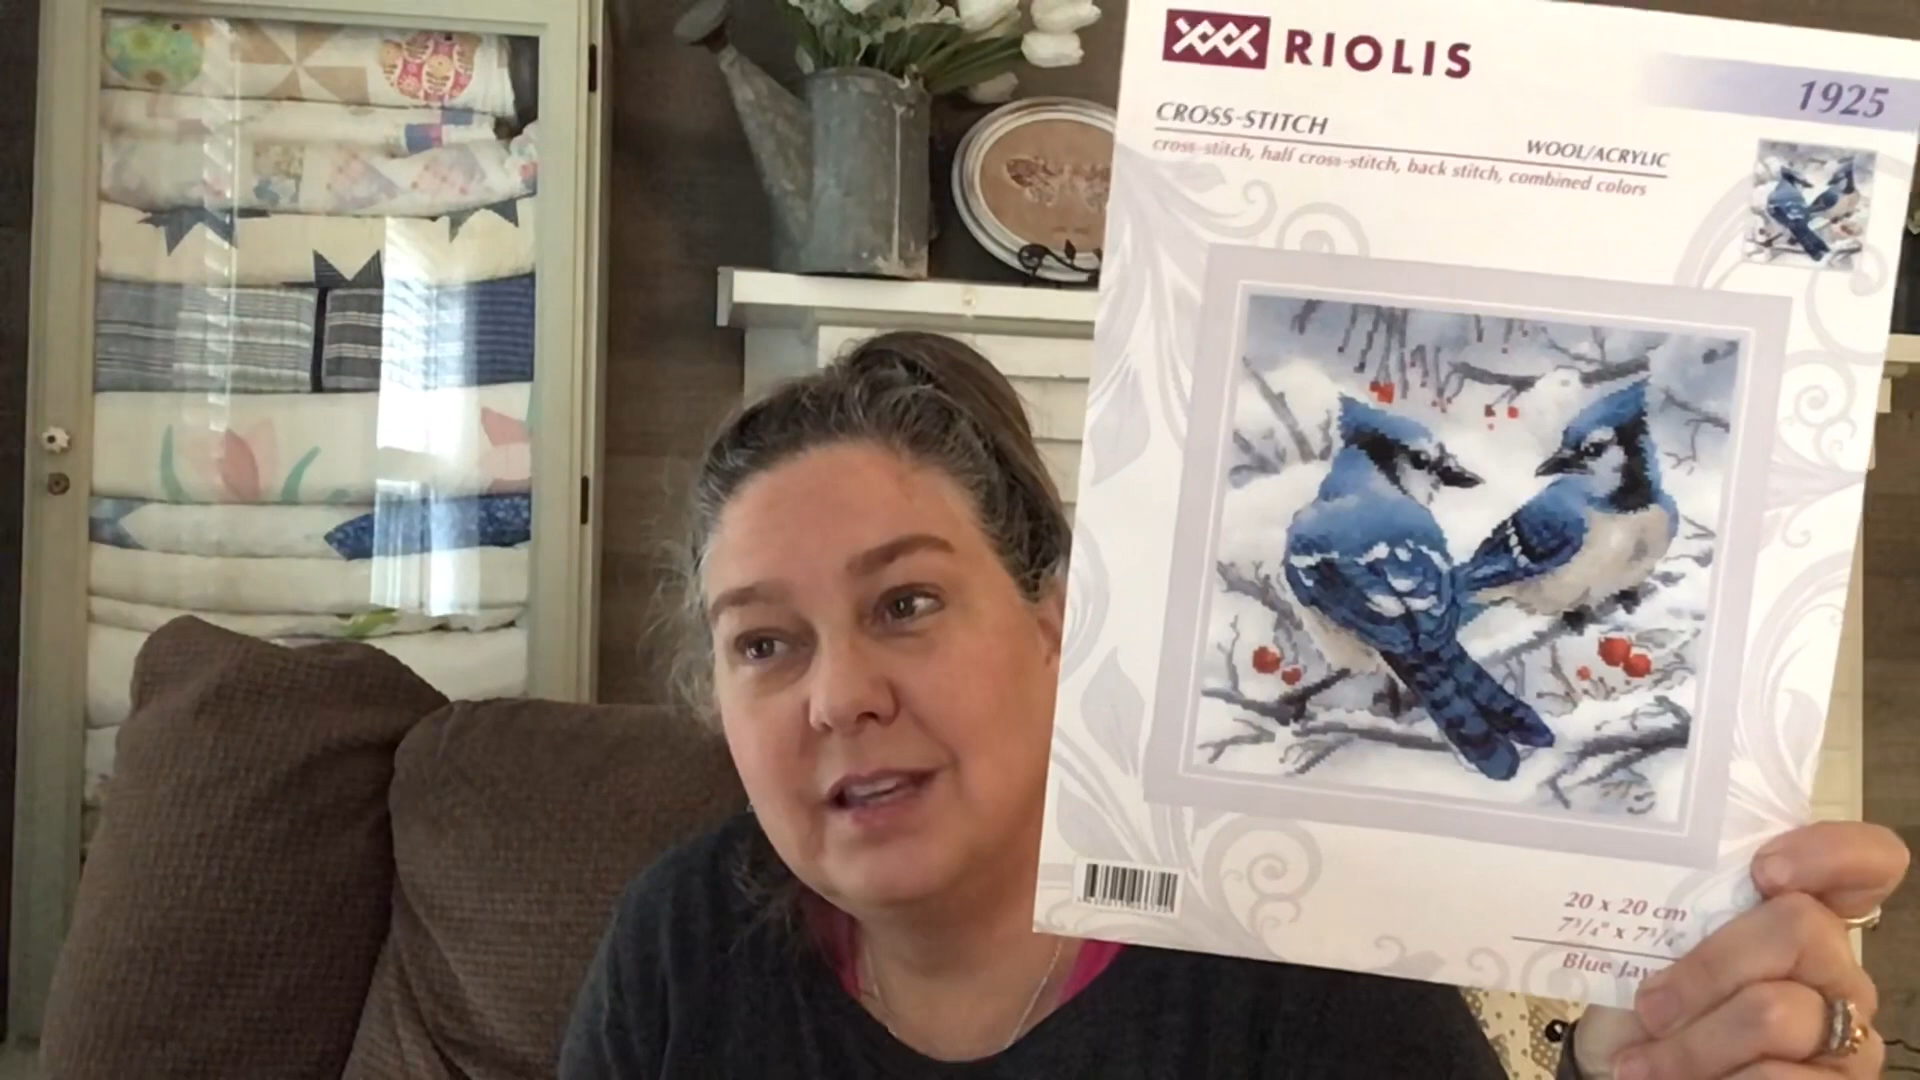 RIOLIS
1925
CROSS-STITCH
WOOL/ACRYLIC
cross-stitch, half cross-stitch, back stitch, combined colors
20 x 20 cm
7³/₄" x 7³/₄"
Blue Jay